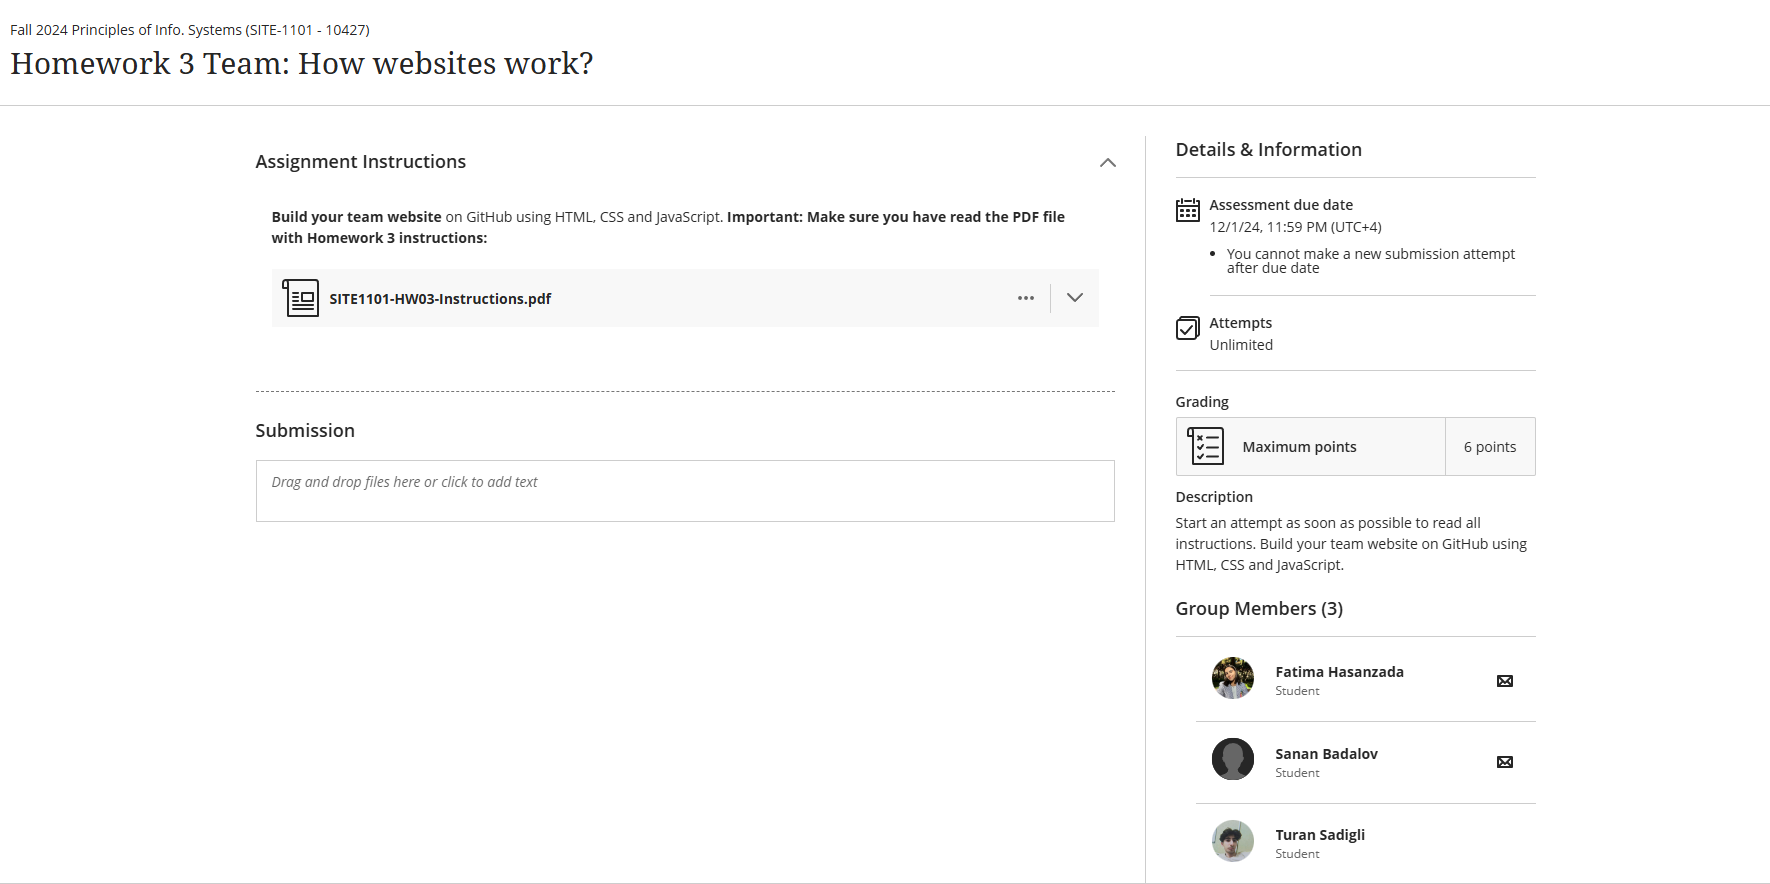 Fall 2024 Principles of Info. Systems (SITE-1101 - 10427)
Homework 3 Team: How websites work?
Assignment Instructions
Build your team website on GitHub using HTML, CSS and JavaScript. Important: Make sure you have read the PDF file
with Homework 3 instructions:
SITE1101-HW03-Instructions.pdf
Submission
Drag and drop files here or click to add text
Details & Information
Assessment due date
12/1/24, 11:59 PM (UTC+4)
• You cannot make a new submission attempt
after due date
Attempts
Unlimited
Grading
Maximum points
6 points
Description
Start an attempt as soon as possible to read all
instructions. Build your team website on GitHub using
HTML, CSS and JavaScript.
Group Members (3)
Fatima Hasanzada
Student
Sanan Badalov
Student
Turan Sadigli
Student